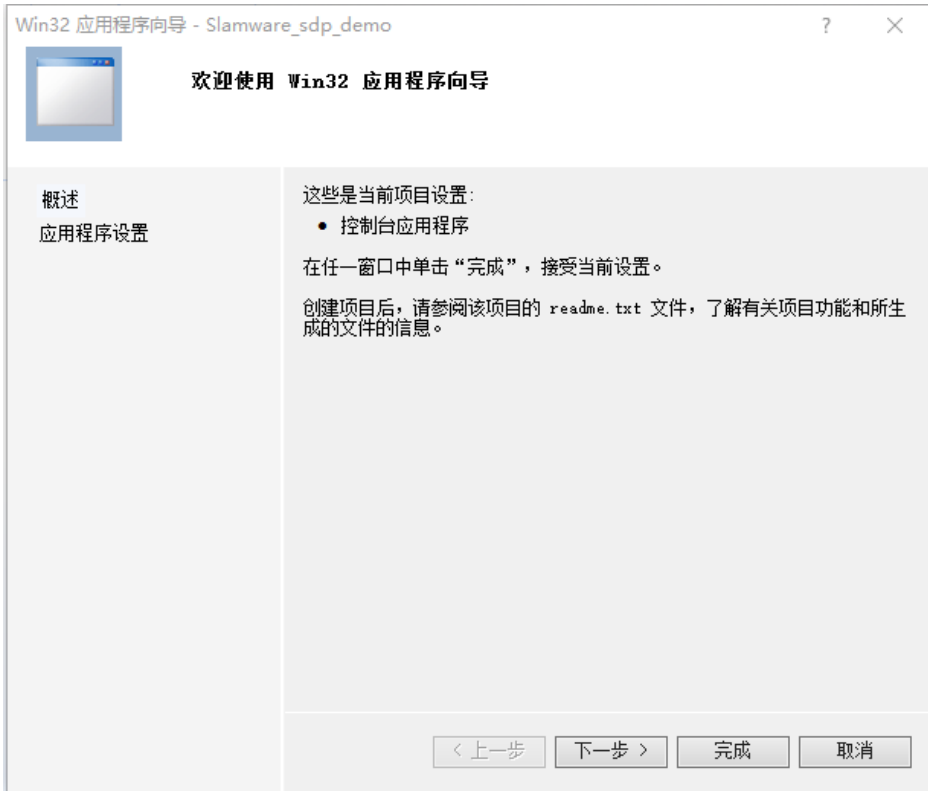 Win32 应用程序向导 - Slamware_sdp_demo
?
欢迎使用 Win32 应用程序向导
概述
应用程序设置
这些是当前项目设置:
● 控制台应用程序
在任一窗口中单击“完成”，接受当前设置。
创建项目后，请参阅该项目的 readme.txt 文件，了解有关项目功能和所生
成的文件的信息。
< 上一步
下一步 >
完成
取消